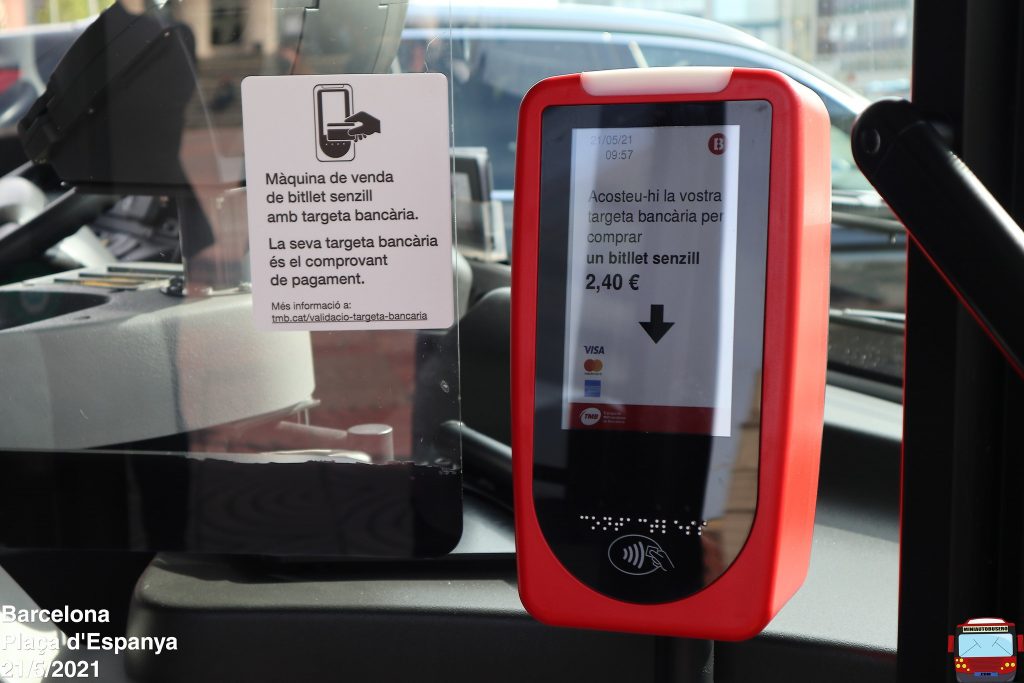 Màquina de venda
de bitllet senzill
amb targeta bancària.
La seva targeta bancària
és el comprovant
de pagament.
Més informació a:
tmb.cat/validacio-targeta-bancaria
21/05/21
09:57
B
Acosteu-hi la vostra
targeta bancària per
comprar
un bitllet senzill
2,40 €
VISA
TMB
Barcelona
Plaça d'Espanya
21/5/2021
MINIAUTOBUSERO